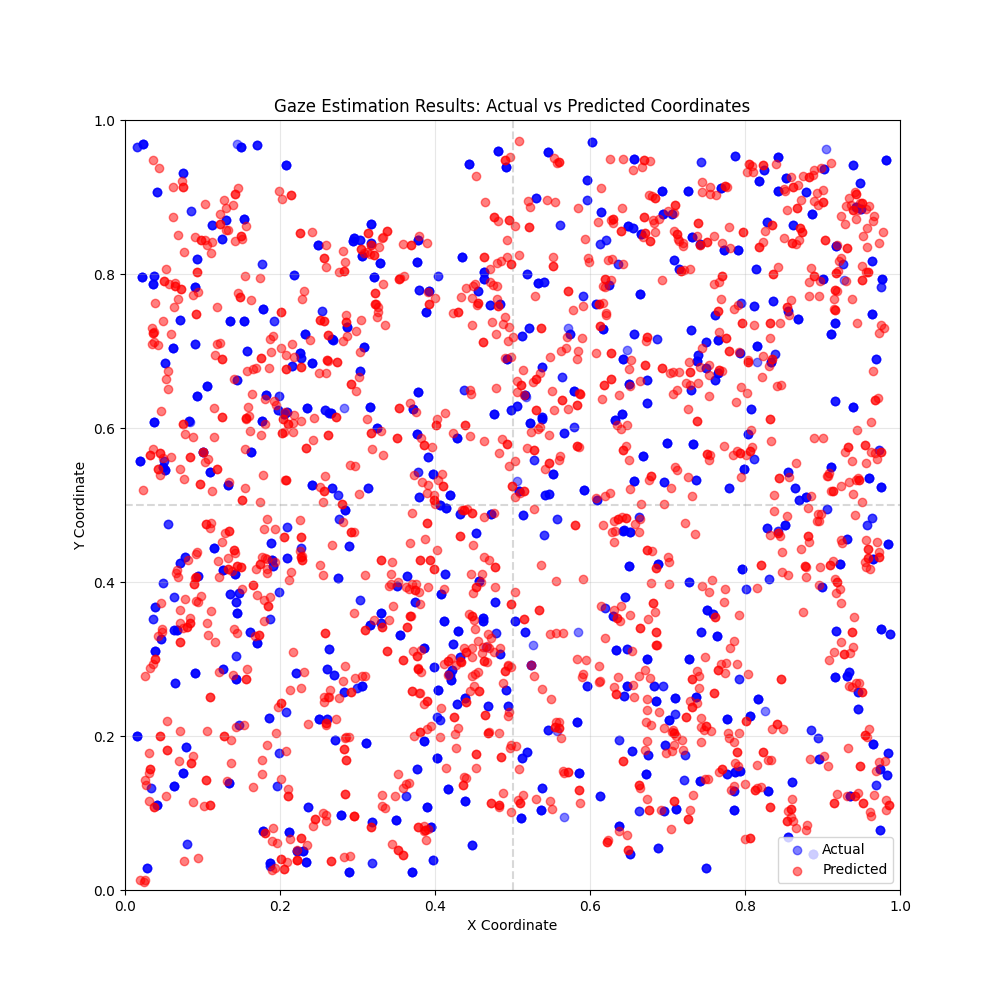 Gaze Estimation Results: Actual vs Predicted Coordinates
1.0
0.8
0.6
0.4
0.2
0.0
Y Coordinate
0.0 0.2 0.4 0.6 0.8 1.0
X Coordinate
Actual
Predicted